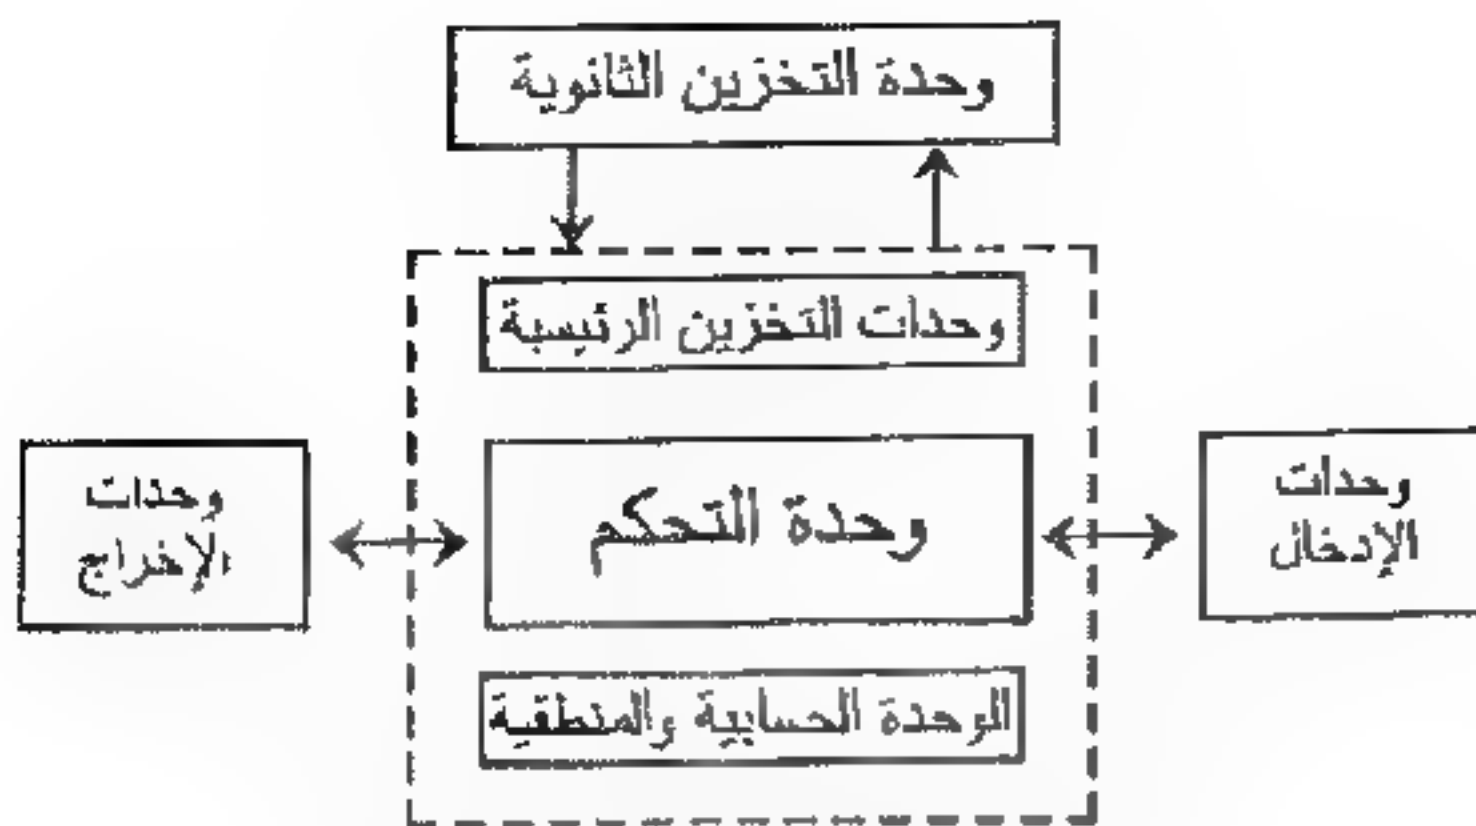 وحدة التخزين الثانوية
وحدات التخزين الرئيسية
وحدات
الإدخال
وحدة التحكم
وحدات
الإخراج
الوحدة الحسابية والمنطقية